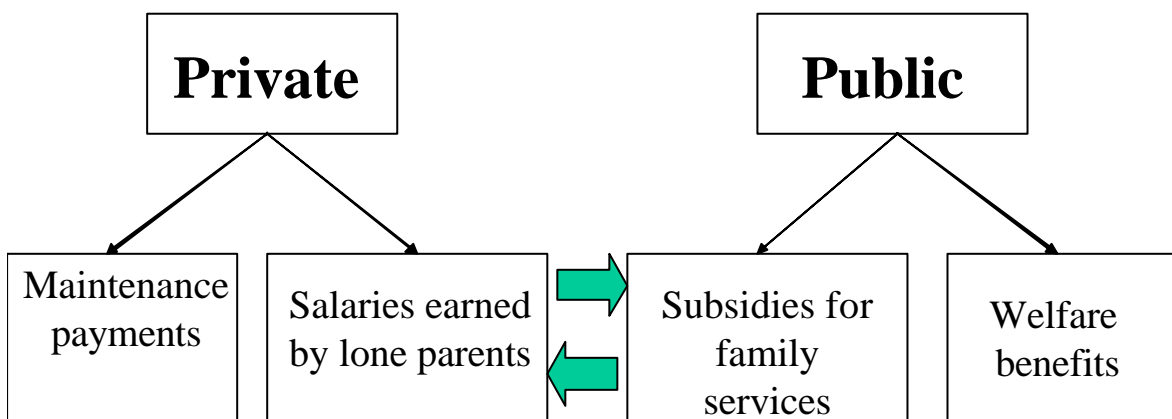 Private
Public
Maintenance
payments
Salaries earned
by lone parents
Subsidies for
family
services
Welfare
benefits